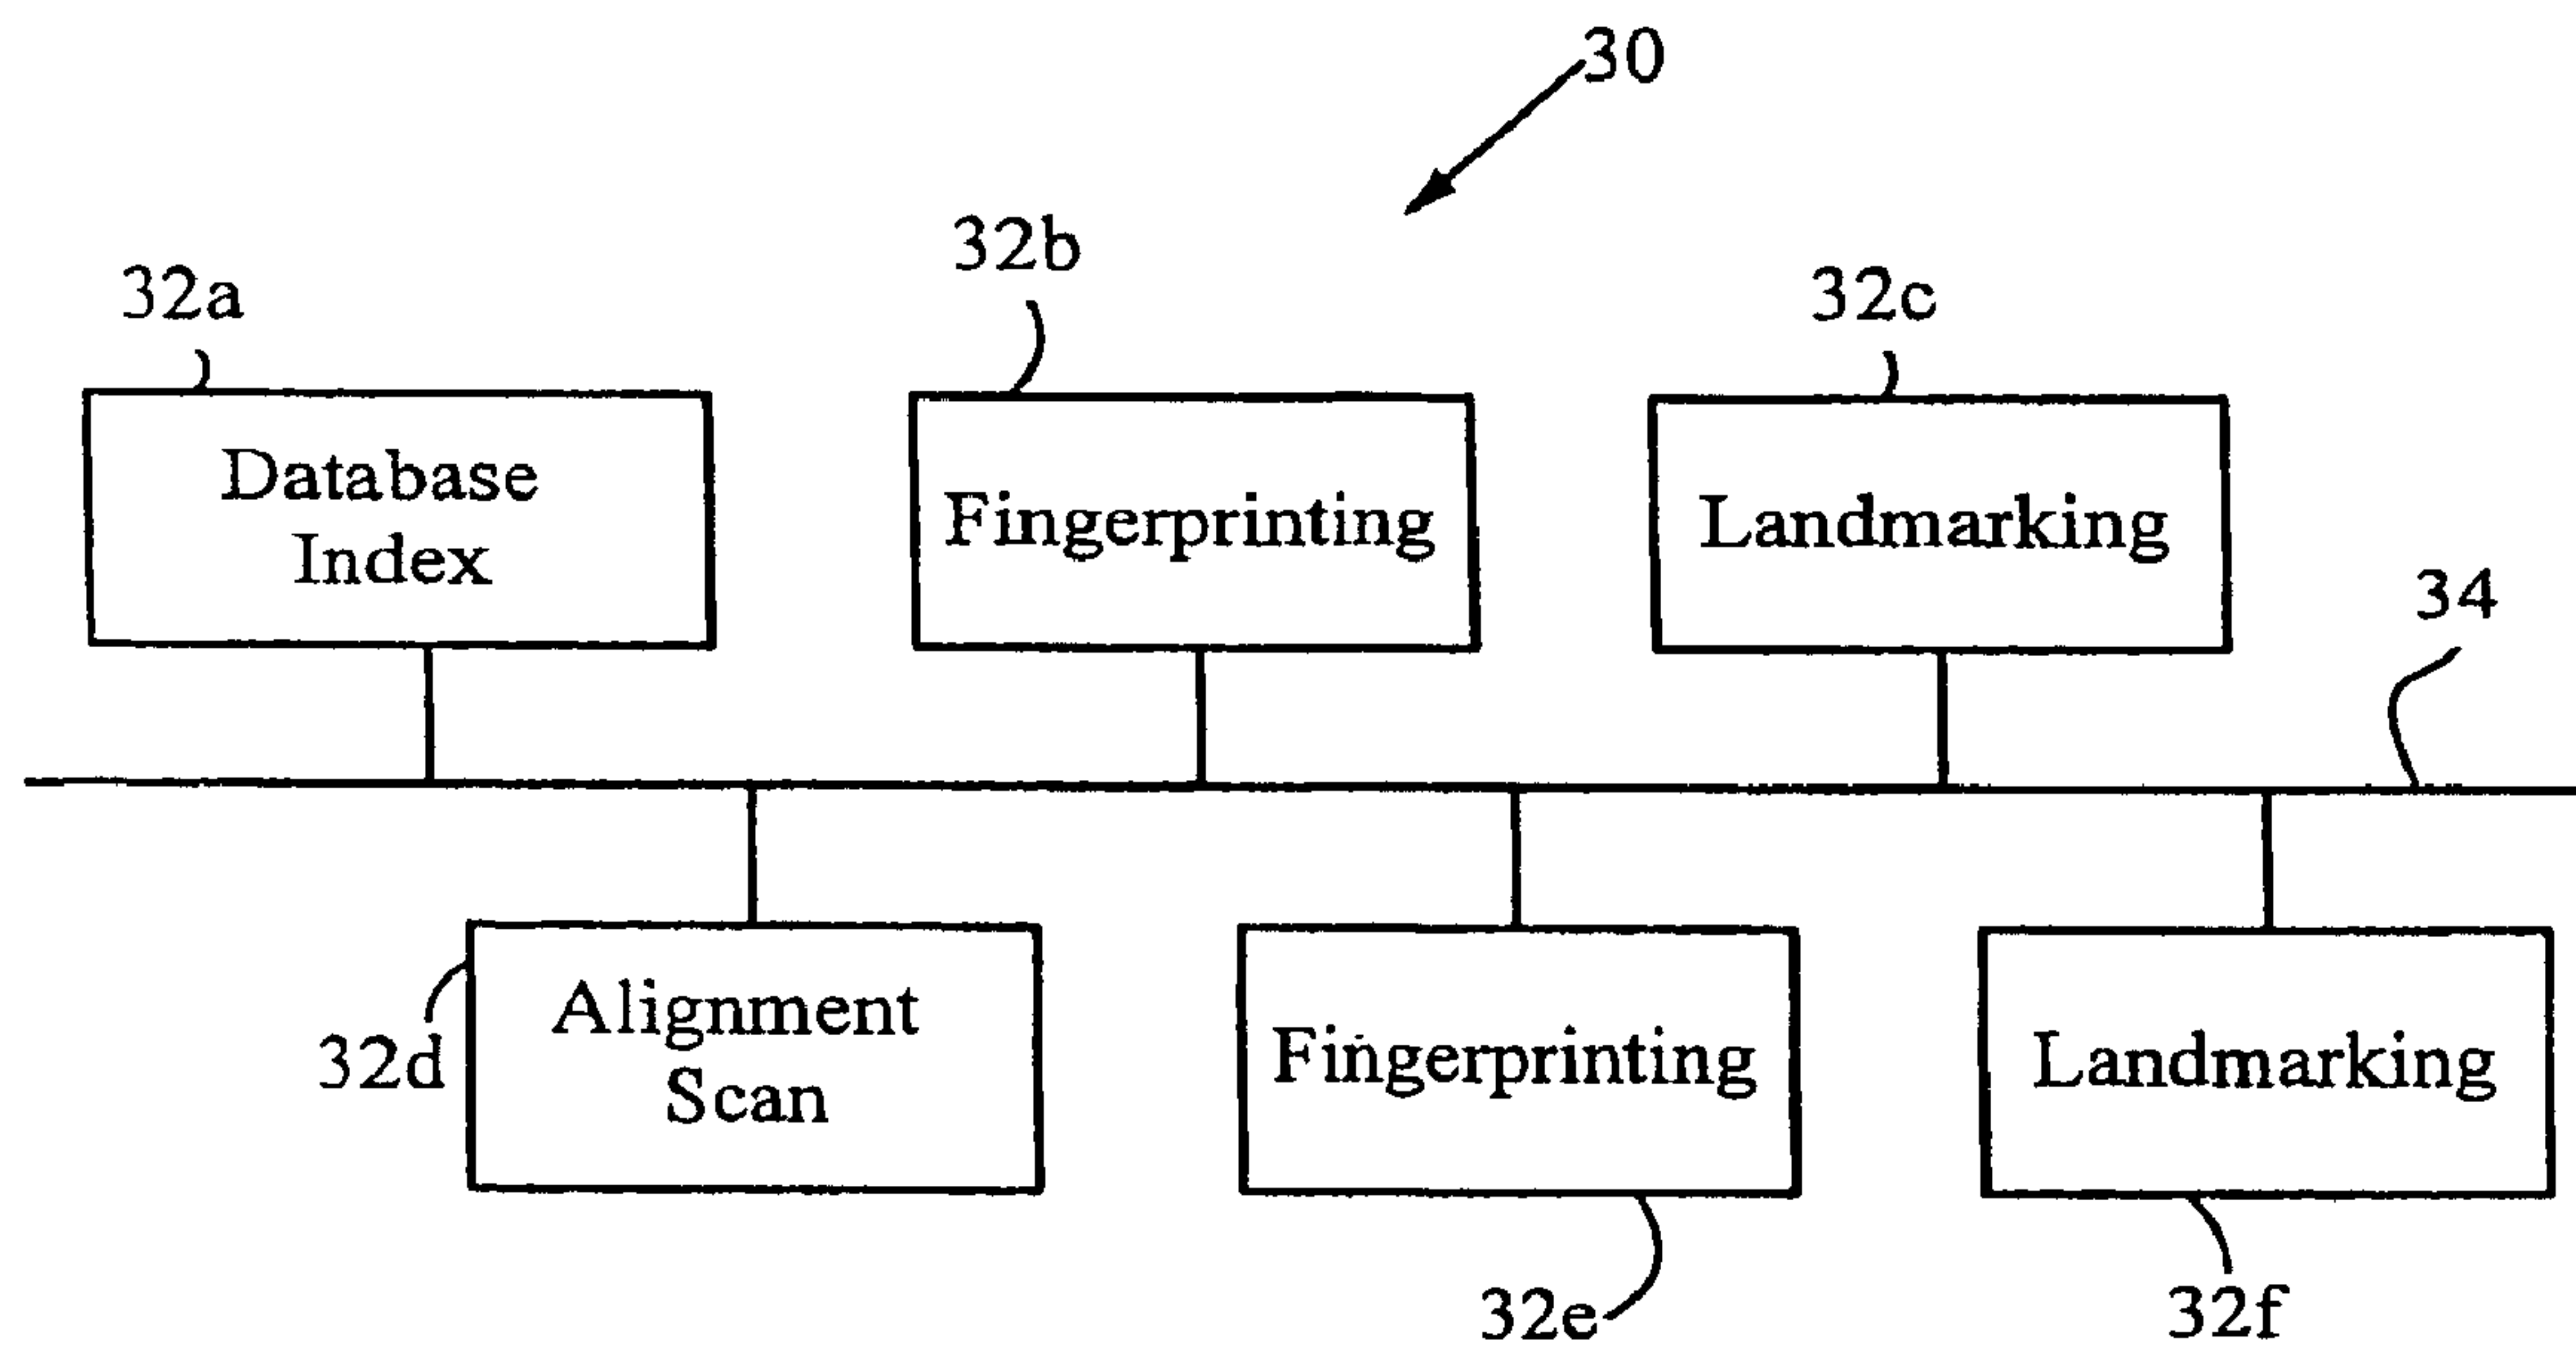 30
32b
32a
32c
Database
Index
Fingerprinting
Landmarking
34
Alignment
Scan
32d
Fingerprinting
Landmarking
32e
32f